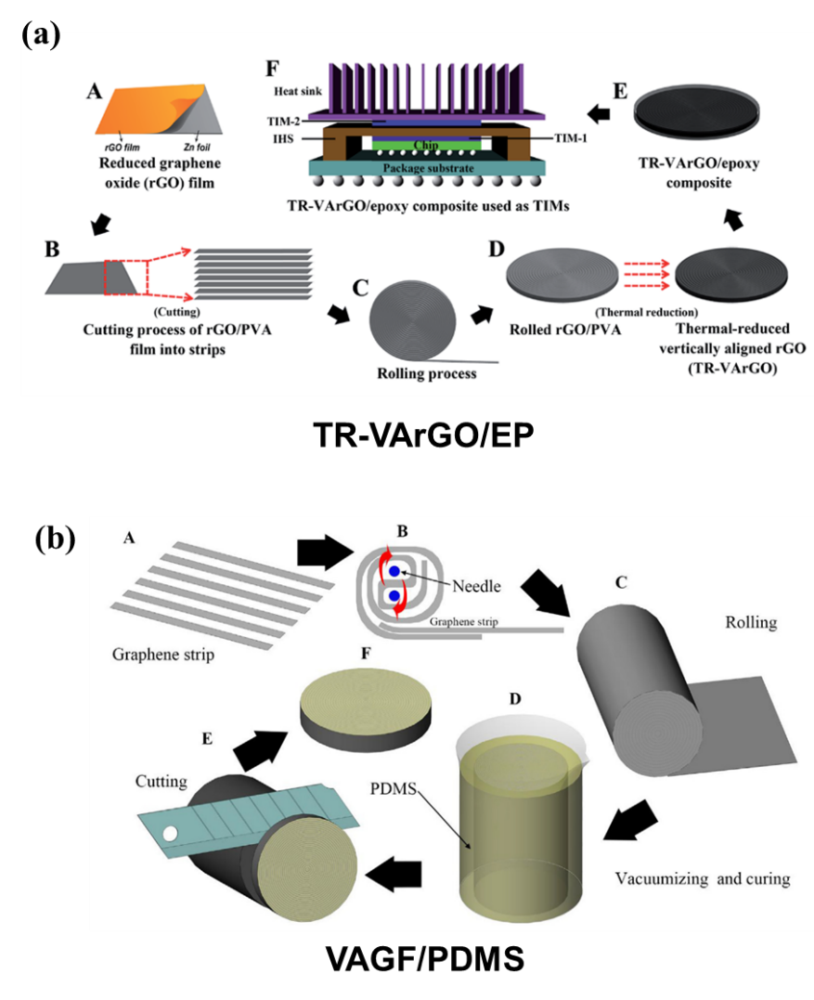 (a)
A
rGO film
Zn foil
Reduced graphene
oxide (rGO) film
F
Heat sink
TIM-2
IHS
TIM-1
Chip
Package substrate
TR-VArGO/epoxy composite used as TIMs
E
TR-VArGO/epoxy
composite
B
(Cutting)
Cutting process of rGO/PVA
film into strips
C
Rolling process
D
(Thermal reduction)
Rolled rGO/PVA
Thermal-reduced
vertically aligned rGO
(TR-VArGO)
TR-VArGO/EP
(b)
A
Graphene strip
B
Needle
Graphene strip
C
Rolling
D
PDMS
Vacuumizing and curing
E
Cutting
F
VAGF/PDMS